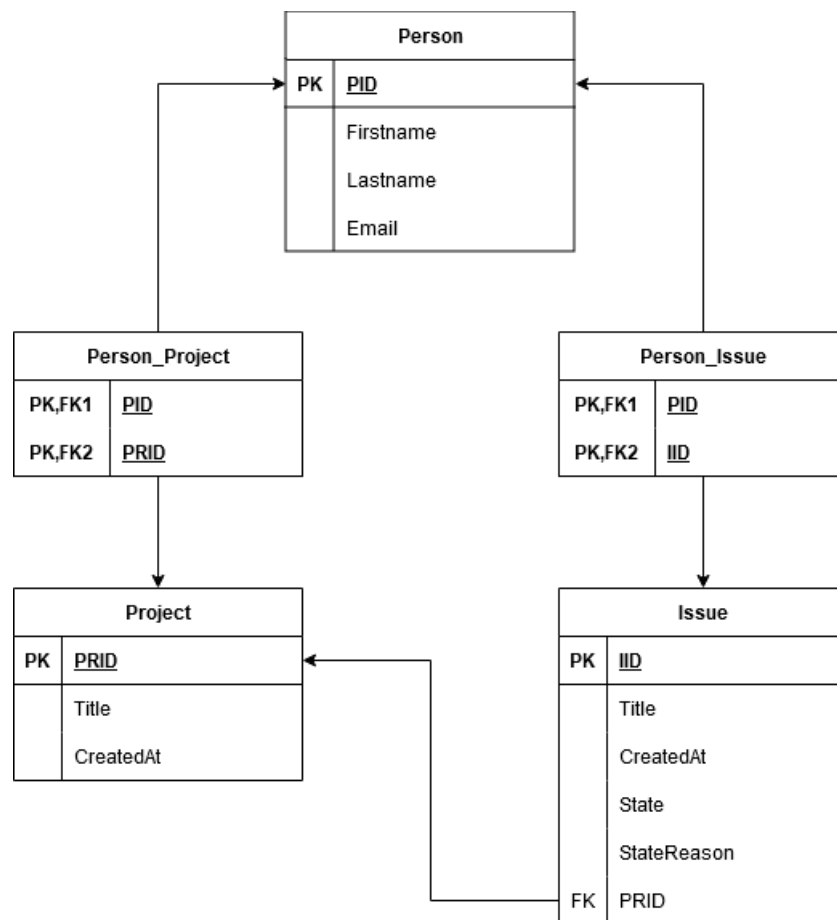 Person
PK PID
Firstname
Lastname
Email
Person_Project
PK,FK1 PID
PK,FK2 PRID
Person_Issue
PK,FK1 PID
PK,FK2 IID
Project
PK PRID
Title
CreatedAt
Issue
PK IID
Title
CreatedAt
State
StateReason
FK PRID